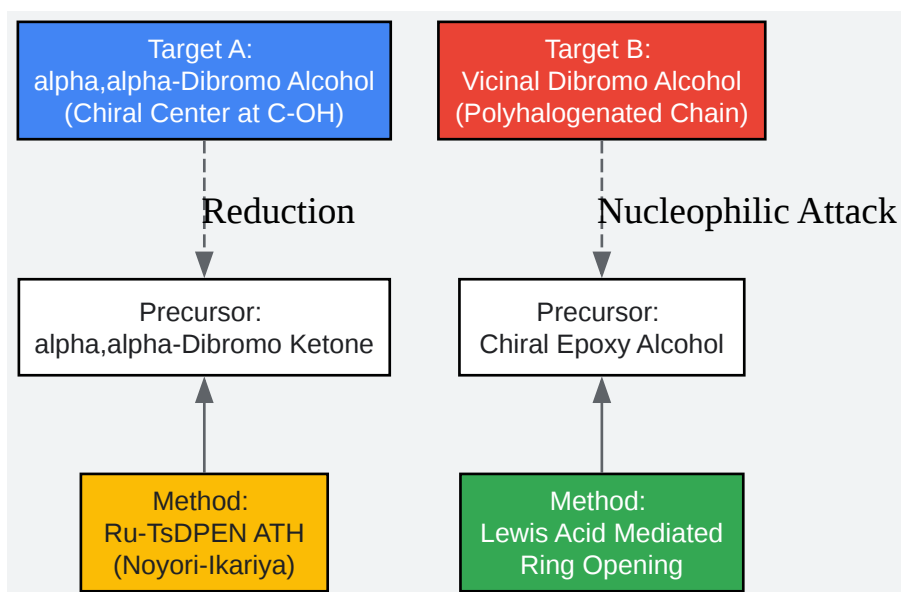 Target A:
alpha,alpha-Dibromo Alcohol
(Chiral Center at C-OH)
Target B:
Vicinal Dibromo Alcohol
(Polyhalogenated Chain)
Reduction
Nucleophilic Attack
Precursor:
alpha,alpha-Dibromo Ketone
Precursor:
Chiral Epoxy Alcohol
Method:
Ru-TsDPEN ATH
(Noyori-Ikariya)
Method:
Lewis Acid Mediated
Ring Opening